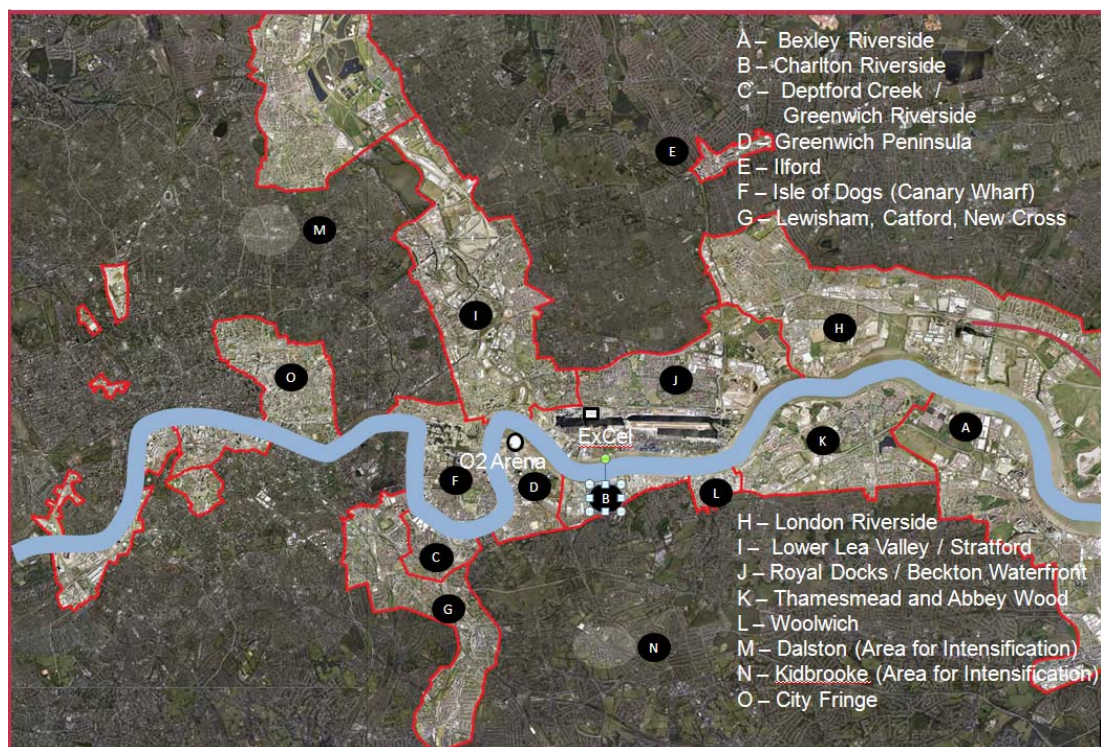 A – Bexley Riverside
B – Charlton Riverside
C – Deptford Creek /
Greenwich Riverside
D – Greenwich Peninsula
E – Ilford
F – Isle of Dogs (Canary Wharf)
G – Lewisham, Catford, New Cross
E
M
I
H
O
J
ExCel
A
K
O2 Arena
F
D
B
L
C
G
N
H – London Riverside
I – Lower Lea Valley / Stratford
J – Royal Docks / Beckton Waterfront
K – Thamesmead and Abbey Wood
L – Woolwich
M – Dalston (Area for Intensification)
N – Kidbrooke (Area for Intensification)
O – City Fringe